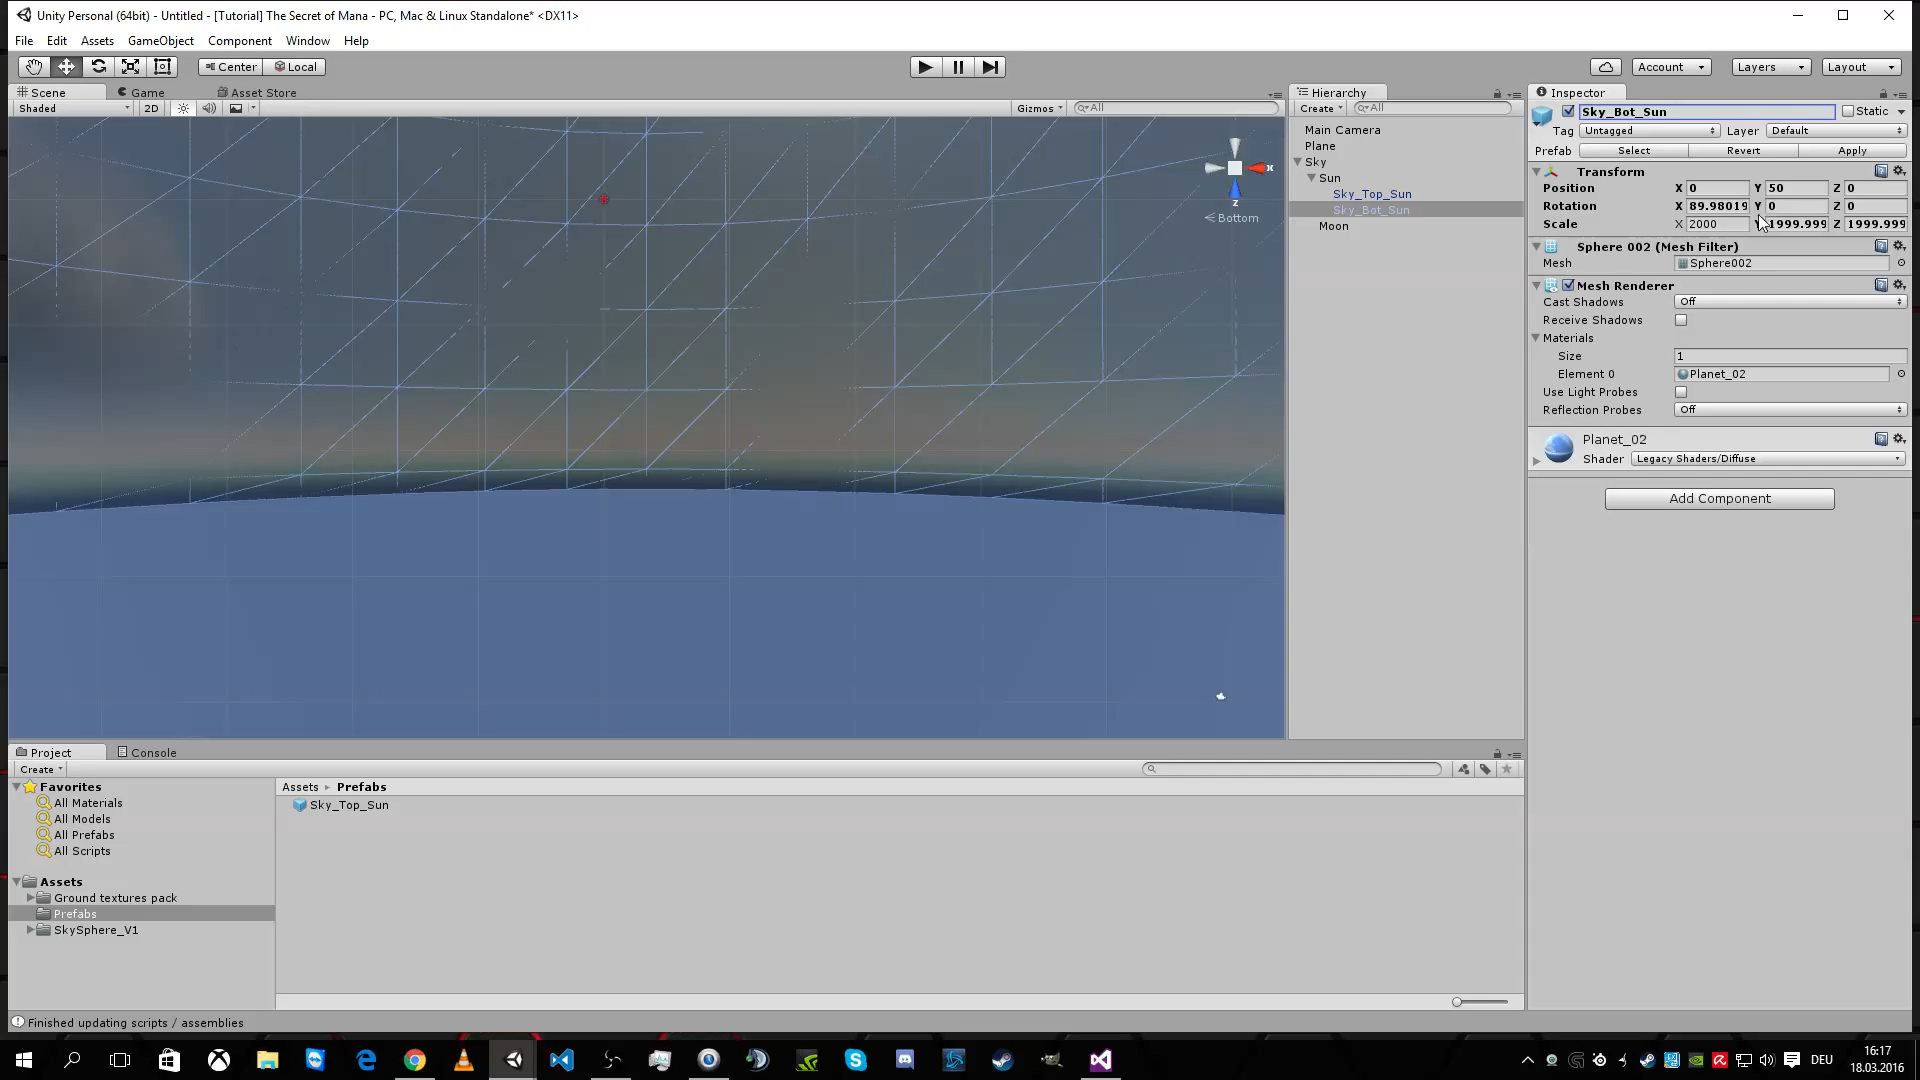 Unity Personal (64bit) - Untitled - [Tutorial] The Secret of Mana - PC, Mac & Linux Standalone* <DX11>
File Edit Assets GameObject Component Window Help
Center Local Account Layers Layout
Scene Game Asset Store
Shaded 2D Gizmos All
x
z
< Bottom
Hierarchy
Create All
Main Camera
Plane
Sky
Sun
Sky_Top_Sun
Sky_Bot_Sun
Moon
Inspector
Sky_Bot_Sun Static
Tag Untagged Layer Default
Prefab Select Revert Apply
Transform
Position X 0 Y 50 Z 0
Rotation X 89.98019 Y 0 Z 0
Scale X 2000 Y 1999.999 Z 1999.999
Sphere 002 (Mesh Filter)
Mesh Sphere002
Mesh Renderer
Cast Shadows Off
Receive Shadows
Materials
Size 1
Element 0 Planet_02
Use Light Probes
Reflection Probes Off
Planet_02
Shader Legacy Shaders/Diffuse
Add Component
Project Console
Create
Favorites
All Materials
All Models
All Prefabs
All Scripts
Assets
Ground textures pack
Prefabs
SkySphere_V1
Assets Prefabs
Sky_Top_Sun
Finished updating scripts / assemblies
DEU
16:17
18.03.2016